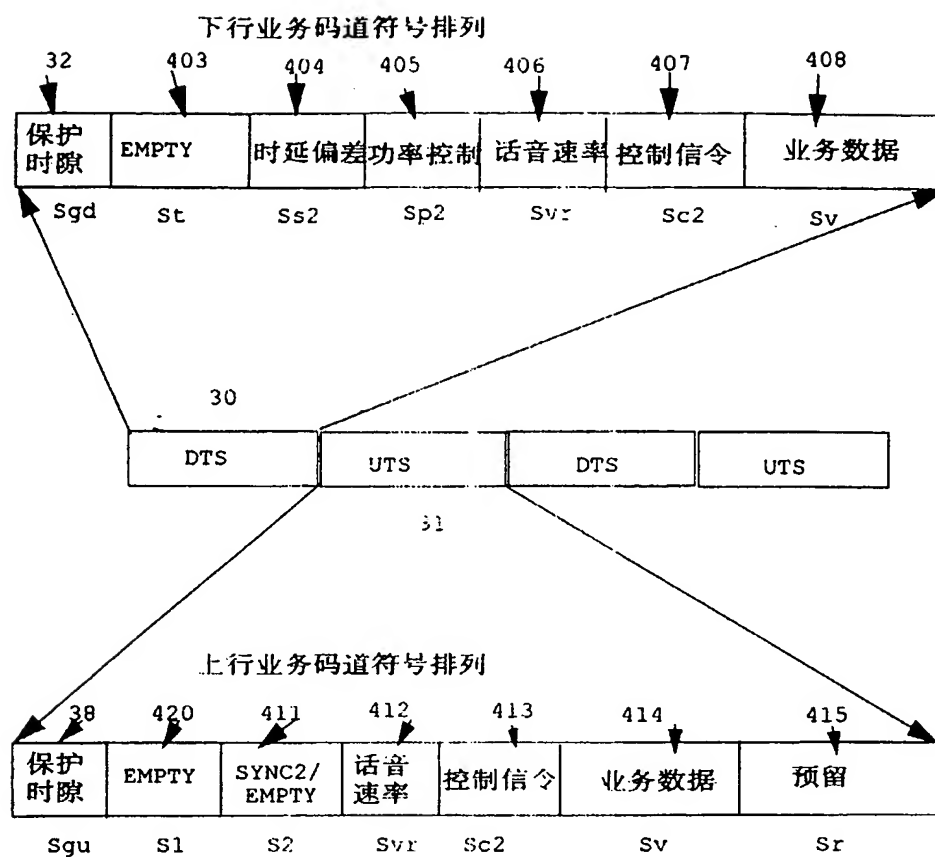 下行业务码道符号排列
32 403 404 405 406 407 408
保护时隙 EMPTY 时延偏差 功率控制 话音速率 控制信令 业务数据
Sgd St Ss2 Sp2 Svr Sc2 Sv
30
DTS UTS DTS UTS
31
上行业务码道符号排列
38 420 411 412 413 414 415
保护时隙 EMPTY SYNC2/EMPTY 话音速率 控制信令 业务数据 预留
Sgu S1 S2 Svr Sc2 Sv Sr